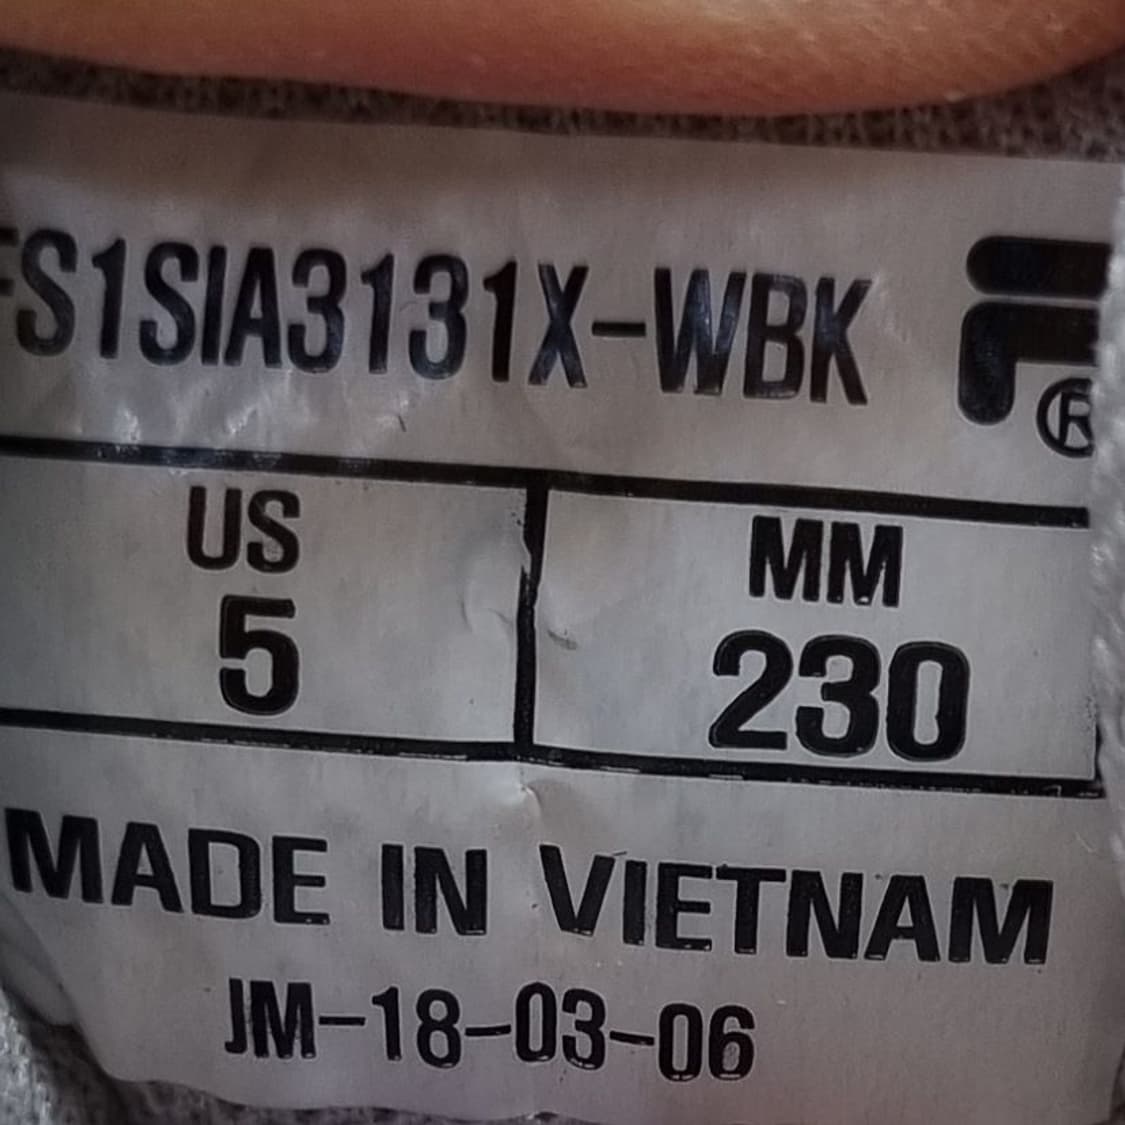 FS1SIA3131X-WBK
®
US
5
MM
230
MADE IN VIETNAM
JM-18-03-06